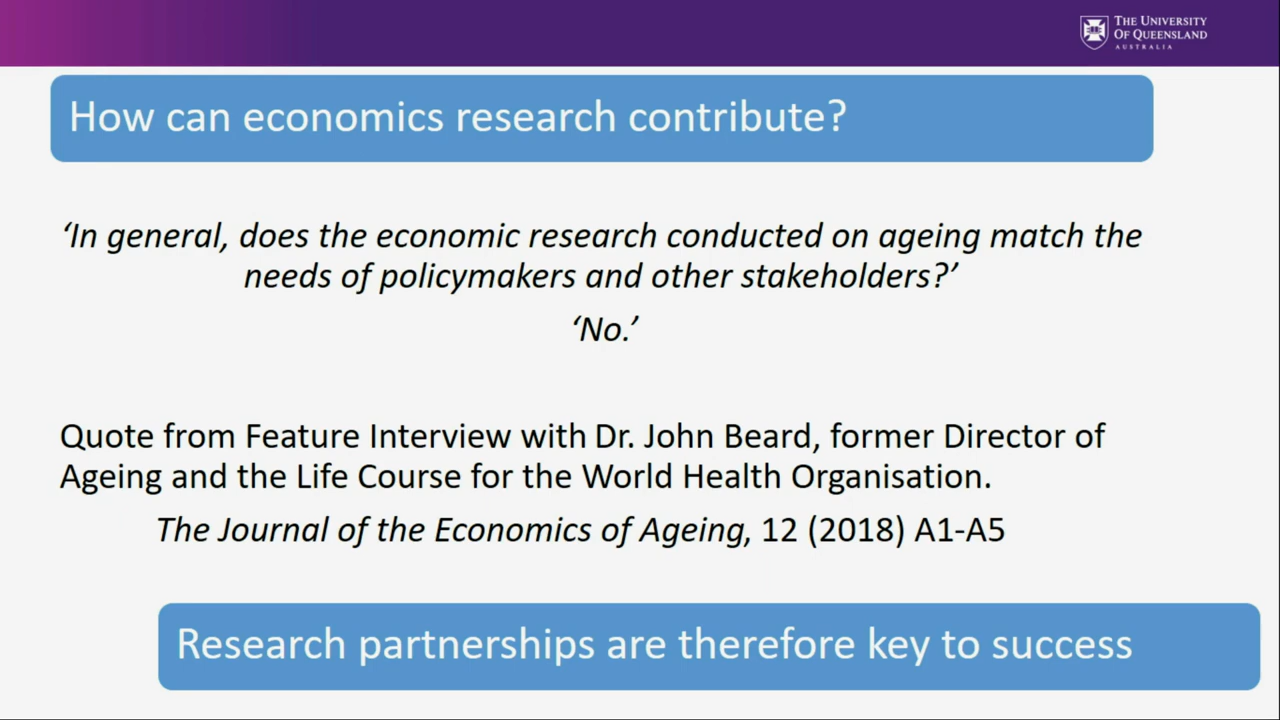 THE UNIVERSITY
OF QUEENSLAND
AUSTRALIA
How can economics research contribute?
‘In general, does the economic research conducted on ageing match the
needs of policymakers and other stakeholders?’
‘No.’
Quote from Feature Interview with Dr. John Beard, former Director of
Ageing and the Life Course for the World Health Organisation.
The Journal of the Economics of Ageing, 12 (2018) A1-A5
Research partnerships are therefore key to success